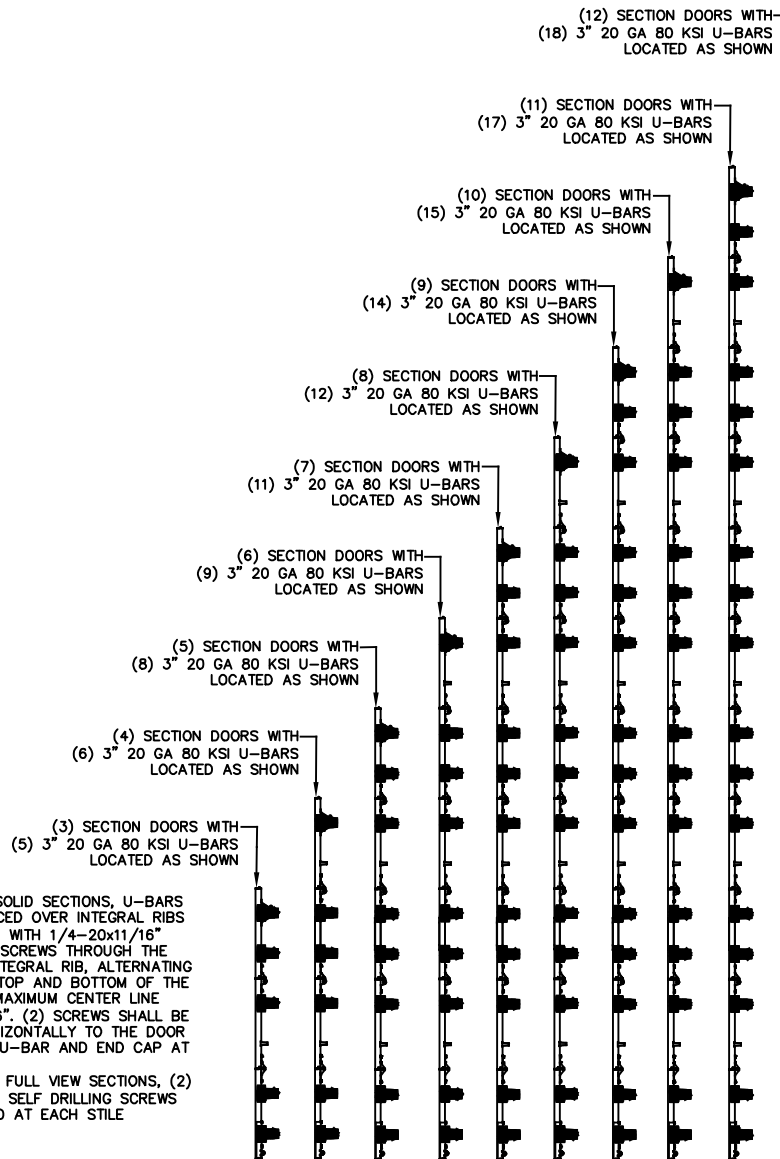 (12) SECTION DOORS WITH
(18) 3" 20 GA 80 KSI U-BARS
LOCATED AS SHOWN
(11) SECTION DOORS WITH
(17) 3" 20 GA 80 KSI U-BARS
LOCATED AS SHOWN
(10) SECTION DOORS WITH
(15) 3" 20 GA 80 KSI U-BARS
LOCATED AS SHOWN
(9) SECTION DOORS WITH
(14) 3" 20 GA 80 KSI U-BARS
LOCATED AS SHOWN
(8) SECTION DOORS WITH
(12) 3" 20 GA 80 KSI U-BARS
LOCATED AS SHOWN
(7) SECTION DOORS WITH
(11) 3" 20 GA 80 KSI U-BARS
LOCATED AS SHOWN
(6) SECTION DOORS WITH
(9) 3" 20 GA 80 KSI U-BARS
LOCATED AS SHOWN
(5) SECTION DOORS WITH
(8) 3" 20 GA 80 KSI U-BARS
LOCATED AS SHOWN
(4) SECTION DOORS WITH
(6) 3" 20 GA 80 KSI U-BARS
LOCATED AS SHOWN
(3) SECTION DOORS WITH
(5) 3" 20 GA 80 KSI U-BARS
LOCATED AS SHOWN
SOLID SECTIONS, U-BARS
CED OVER INTEGRAL RIBS
WITH 1/4-20x11/16"
SCREWS THROUGH THE
TEGRAL RIB, ALTERNATING
TOP AND BOTTOM OF THE
MAXIMUM CENTER LINE
6". (2) SCREWS SHALL BE
IZONTALLY TO THE DOOR
U-BAR AND END CAP AT
FULL VIEW SECTIONS, (2)
SELF DRILLING SCREWS
D AT EACH STILE